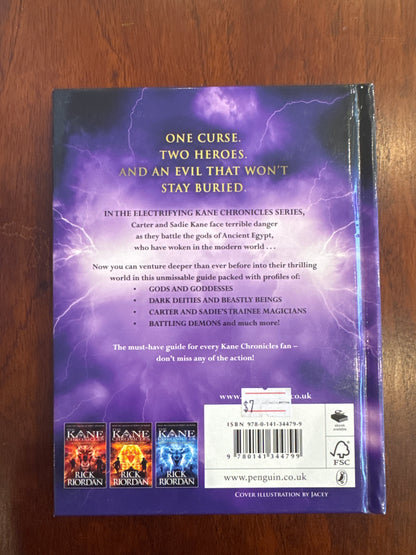 ONE CURSE.
TWO HEROES.
AND AN EVIL THAT WON'T
STAY BURIED.
IN THE ELECTRIFYING KANE CHRONICLES SERIES,
Carter and Sadie Kane face terrible danger
as they battle the gods of Ancient Egypt,
who have woken in the modern world . . .
Now you can venture deeper than ever before into their thrilling
world in this unmissable guide packed with profiles of:
• GODS AND GODDESSES
• DARK DEITIES AND BEASTLY BEINGS
• CARTER AND SADIE'S TRAINEE MAGICIANS
• BATTLING DEMONS and much more!
The must-have guide for every Kane Chronicles fan –
don't miss any of the action!
co.uk
$7
ISBN 978-0-141-34479-9
9 780141 344799
www.penguin.co.uk
FSC
KANE
RICK
RIORDAN
KANE
RICK
RIORDAN
KANE
RICK
RIORDAN
COVER ILLUSTRATION BY JACEY